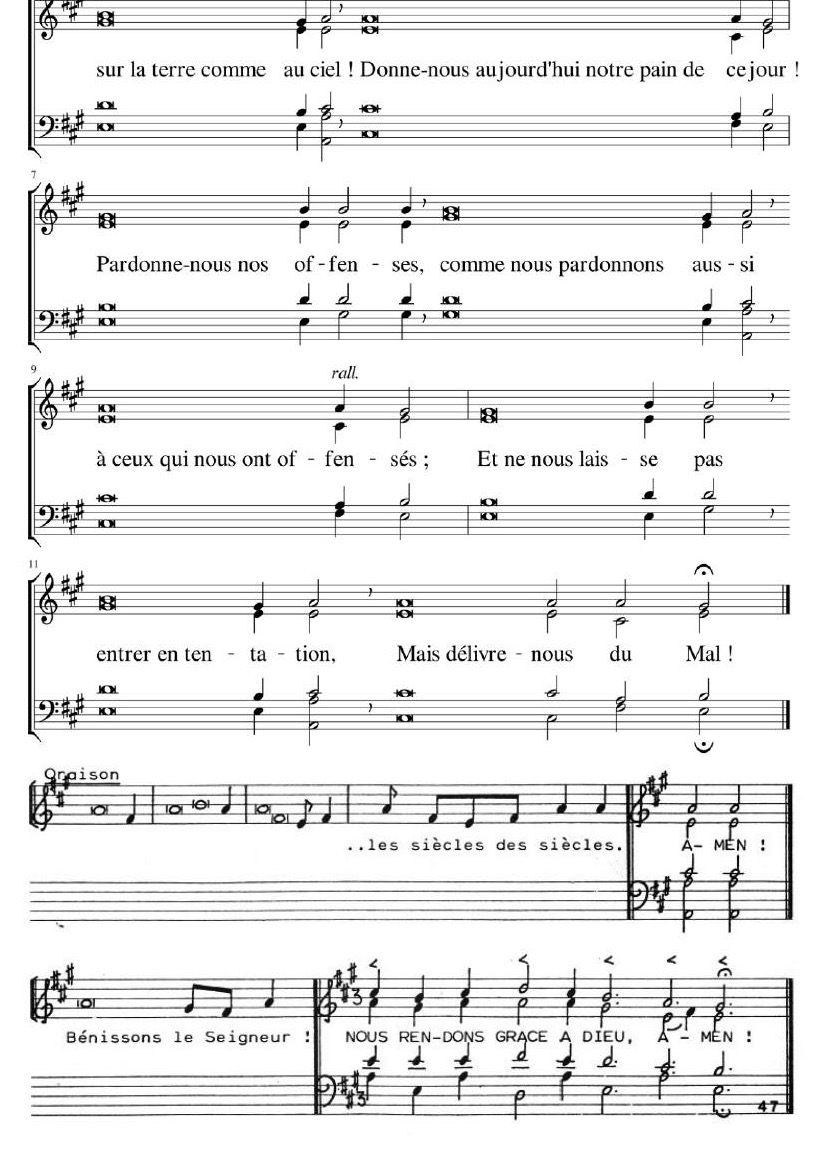 sur la terre comme au ciel ! Donne-nous aujourd'hui notre pain de ce jour !
7
Pardonne-nous nos of - fen - ses, comme nous pardonnons aus - si
9
rall.
à ceux qui nous ont of - fen - sés ; Et ne nous lais - se pas
11
entrer en ten - ta - tion, Mais délivre - nous du Mal !
Oraison
..les siècles des siècles. A- MEN !
3
Bénissons le Seigneur ! NOUS REN-DONS GRACE A DIEU, A - MEN !
3
47